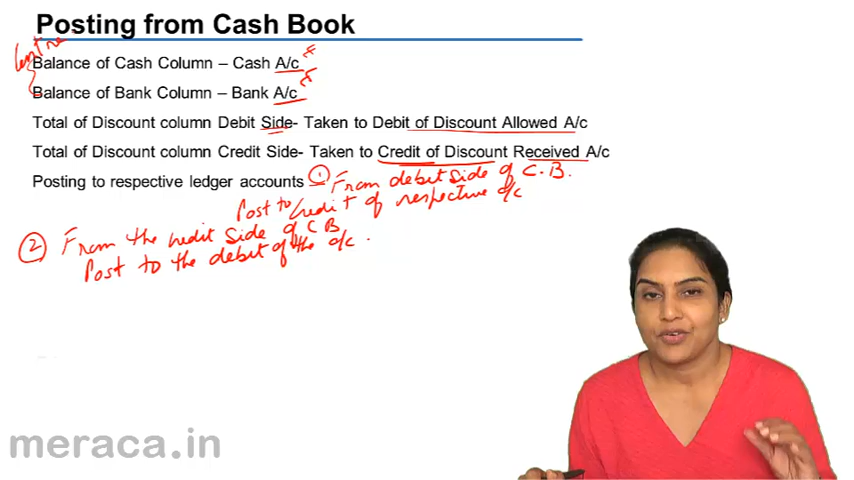 Posting from Cash Book
Balance of Cash Column – Cash A/c
Balance of Bank Column – Bank A/c
Total of Discount column Debit Side- Taken to Debit of Discount Allowed A/c
Total of Discount column Credit Side- Taken to Credit of Discount Received A/c
Posting to respective ledger accounts ① From debit side of C.B.
Post to credit of respective a/c
② From the credit side of C B
Post to the debit of the a/c.
meraca.in